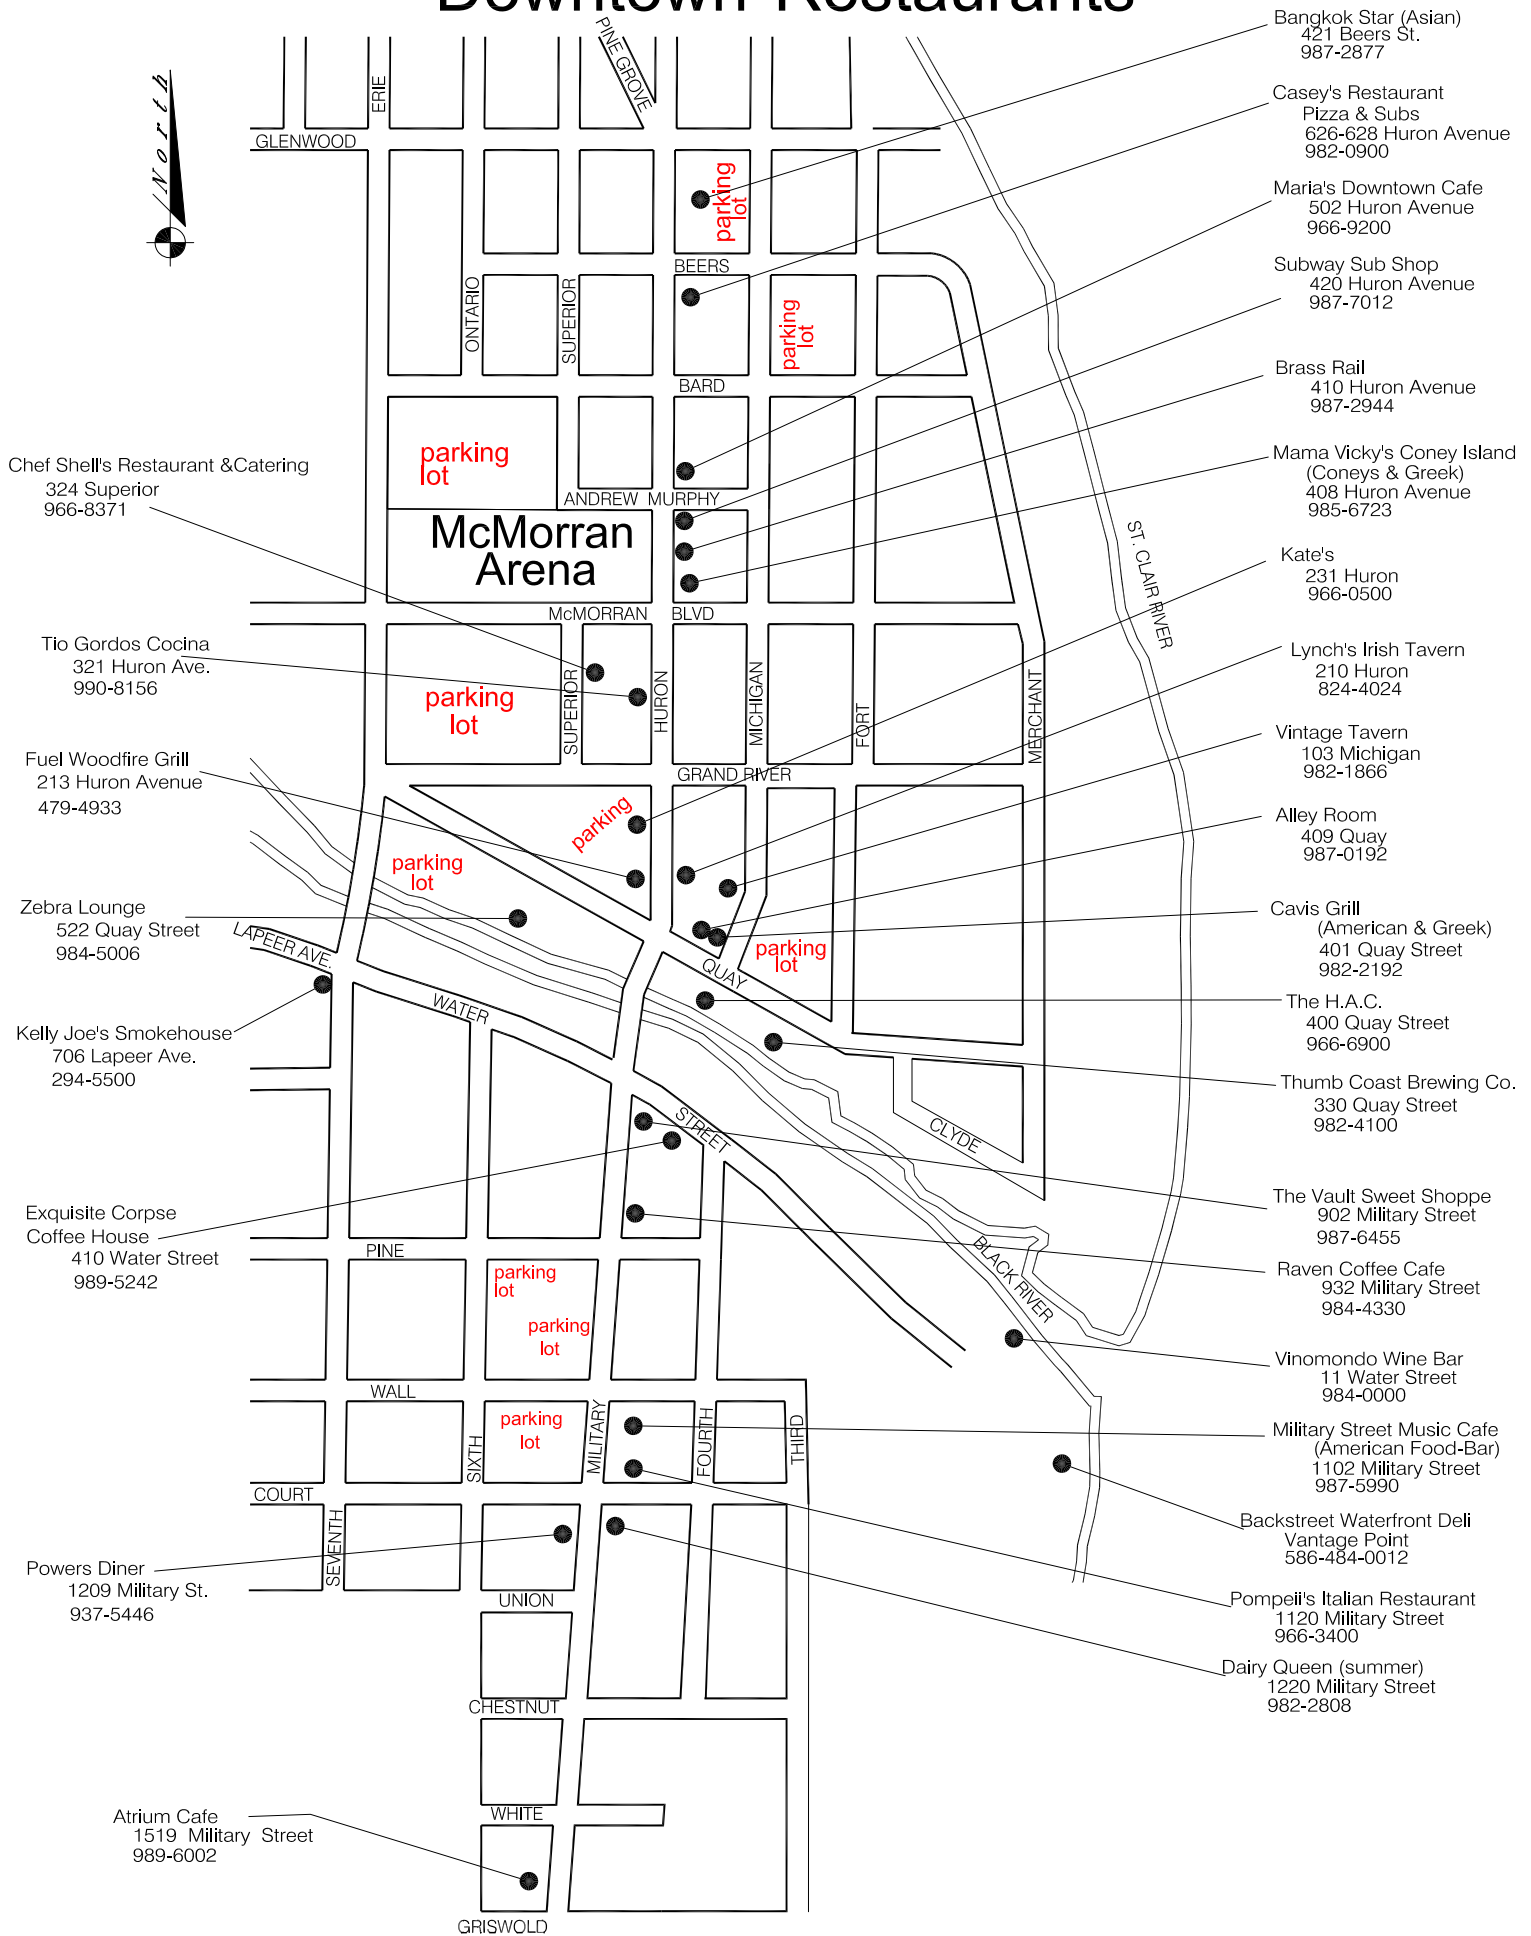 Downtown Restaurants
North
Bangkok Star (Asian)
421 Beers St.
987-2877
Casey's Restaurant
Pizza & Subs
626-628 Huron Avenue
982-0900
Maria's Downtown Cafe
502 Huron Avenue
966-9200
Subway Sub Shop
420 Huron Avenue
987-7012
Brass Rail
410 Huron Avenue
987-2944
Mama Vicky's Coney Island
(Coneys & Greek)
408 Huron Avenue
985-6723
Kate's
231 Huron
966-0500
Lynch's Irish Tavern
210 Huron
824-4024
Vintage Tavern
103 Michigan
982-1866
Alley Room
409 Quay
987-0192
Cavis Grill
(American & Greek)
401 Quay Street
982-2192
The H.A.C.
400 Quay Street
966-6900
Thumb Coast Brewing Co.
330 Quay Street
982-4100
The Vault Sweet Shoppe
902 Military Street
987-6455
Raven Coffee Cafe
932 Military Street
984-4330
Vinomondo Wine Bar
11 Water Street
984-0000
Military Street Music Cafe
(American Food-Bar)
1102 Military Street
987-5990
Backstreet Waterfront Deli
Vantage Point
586-484-0012
Pompeii's Italian Restaurant
1120 Military Street
966-3400
Dairy Queen (summer)
1220 Military Street
982-2808
Chef Shell's Restaurant &Catering
324 Superior
966-8371
Tio Gordos Cocina
321 Huron Ave.
990-8156
Fuel Woodfire Grill
213 Huron Avenue
479-4933
Zebra Lounge
522 Quay Street
984-5006
Kelly Joe's Smokehouse
706 Lapeer Ave.
294-5500
Exquisite Corpse
Coffee House
410 Water Street
989-5242
Powers Diner
1209 Military St.
937-5446
Atrium Cafe
1519 Military Street
989-6002
PINE GROVE
ERIE
GLENWOOD
parking
lot
BEERS
ONTARIO
SUPERIOR
parking
lot
BARD
parking
lot
ANDREW MURPHY
McMorran
Arena
McMORRAN BLVD
ST. CLAIR RIVER
parking
lot
SUPERIOR
HURON
MICHIGAN
FORT
MERCHANT
GRAND RIVER
parking
parking
lot
LAPEER AVE.
parking
lot
QUAY
WATER
STREET
CLYDE
BLACK RIVER
PINE
parking
lot
parking
lot
WALL
parking
lot
SIXTH
MILITARY
FOURTH
THIRD
COURT
SEVENTH
UNION
CHESTNUT
WHITE
GRISWOLD